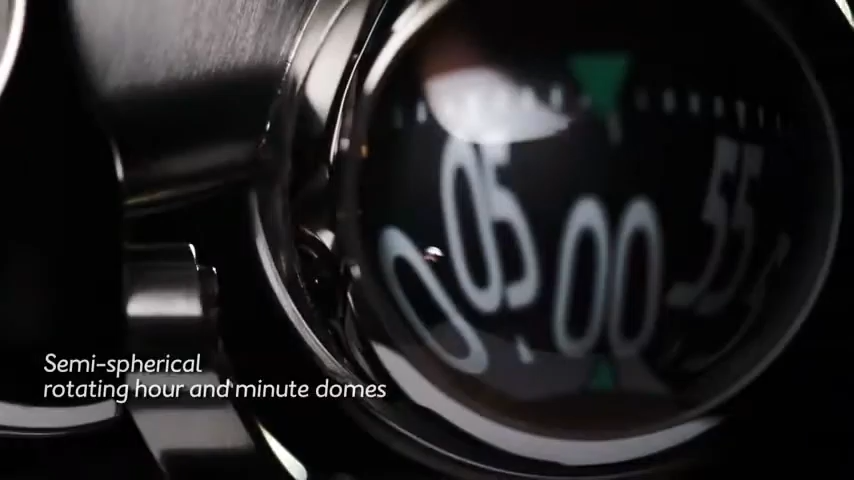 Semi-spherical
rotating hour and minute domes
05 00 55